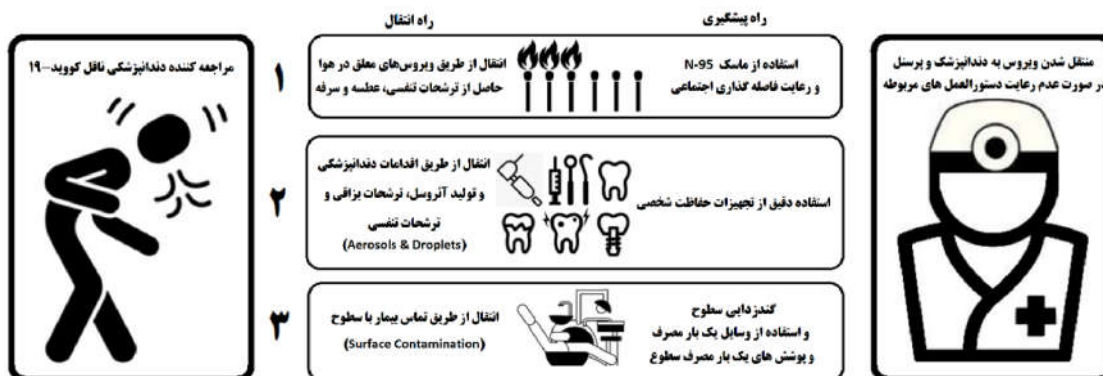 راه پیشگیری
راه انتقال
منتقل شدن ویروس به دندانپزشک و پرسنل
در صورت عدم رعایت دستورالعمل های مربوطه
۱
استفاده از ماسک N-95
و رعایت فاصله گذاری اجتماعی
انتقال از طریق ویروس‌های معلق در هوا
حاصل از ترشحات تنفسی، عطسه و سرفه
۲
استفاده دقیق از تجهیزات حفاظت شخصی
انتقال از طریق اقدامات دندانپزشکی
و تولید آئروسل، ترشحات بزاقی و
ترشحات تنفسی
(Aerosols & Droplets)
۳
گندزدایی سطوح
و استفاده از وسایل یک بار مصرف
و پوشش های یک بار مصرف سطوع
انتقال از طریق تماس بیمار با سطوح
(Surface Contamination)
مراجعه کننده دندانپزشکی ناقل کووید-۱۹